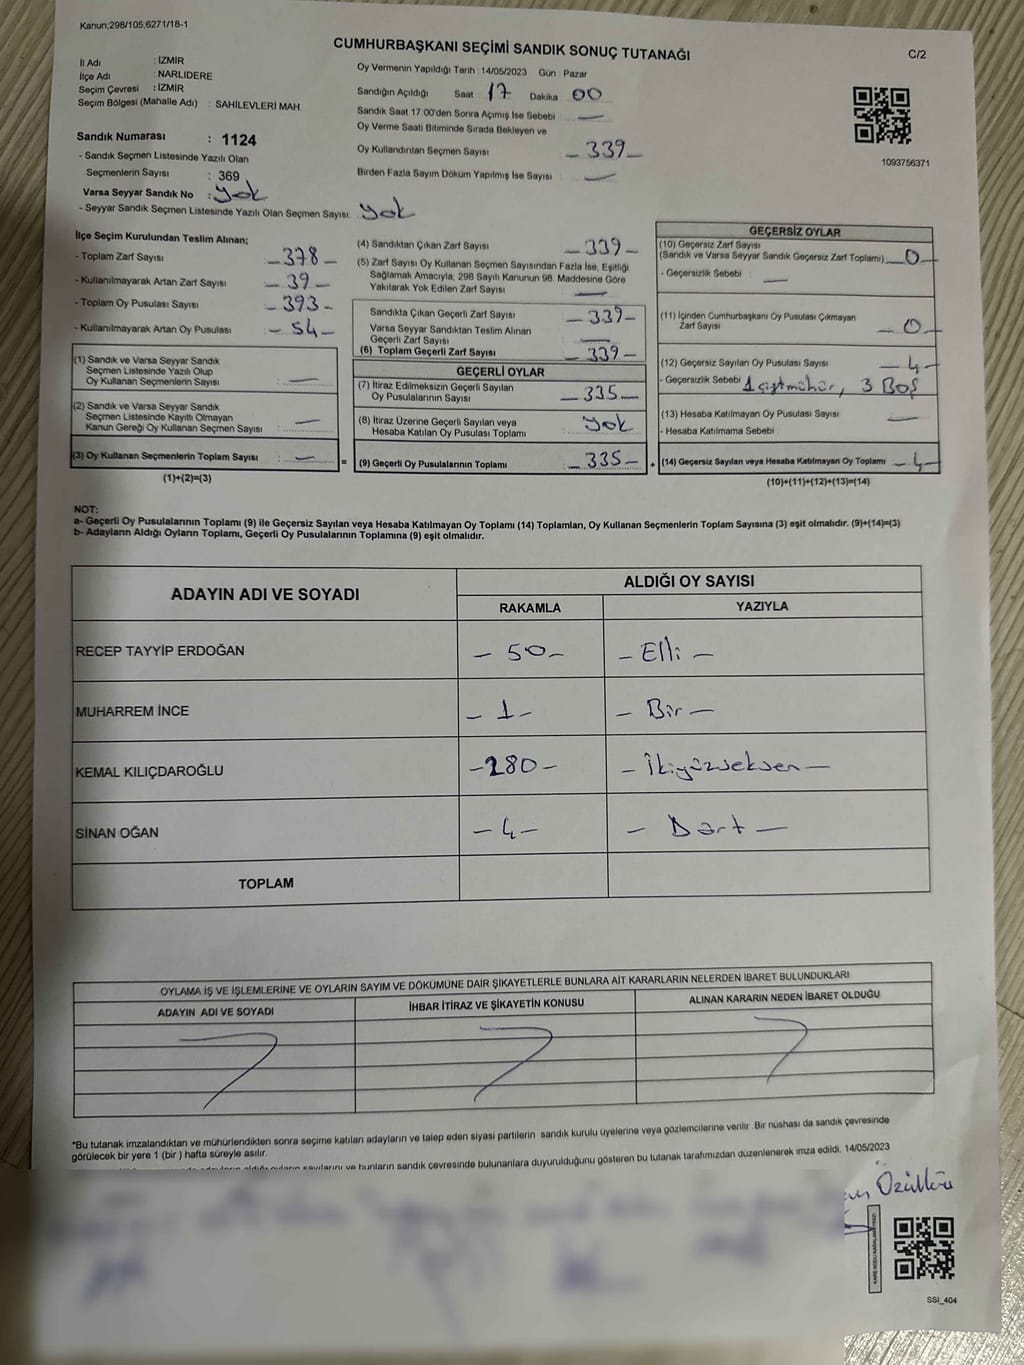 Kanun;298/105;6271/18-1
CUMHURBAŞKANI SEÇİMİ SANDIK SONUÇ TUTANAĞI
C/2
İl Adı : İZMİR
İlçe Adı : NARLIDERE
Seçim Çevresi : İZMİR
Seçim Bölgesi (Mahalle Adı) : SAHILEVLERİ MAH.
Sandık Numarası : 1124
- Sandık Seçmen Listesinde Yazılı Olan
Seçmenlerin Sayısı : 369
Varsa Seyyar Sandık No : yok
- Seyyar Sandık Seçmen Listesinde Yazılı Olan Seçmen Sayısı: yok
Oy Vermenin Yapıldığı Tarih : 14/05/2023 Gün : Pazar
Sandığın Açıldığı Saat 17 Dakika 00
Sandık Saat 17.00'den Sonra Açımış İse Sebebi —
Oy Verme Saati Bitiminde Sırada Bekleyen ve
Oy Kullandırılan Seçmen Sayısı — 339 —
Birden Fazla Sayım Döküm Yapılmış İse Sayısı —
1093756371
İlçe Seçim Kurulundan Teslim Alınan;
- Toplam Zarf Sayısı — 378 —
- Kullanılmayarak Artan Zarf Sayısı — 39 —
- Toplam Oy Pusulası Sayısı — 393 —
- Kullanılmayarak Artan Oy Pusulası — 54 —
(1) Sandık ve Varsa Seyyar Sandık
Seçmen Listesinde Yazılı Olup
Oy Kullanan Seçmenlerin Sayısı : —
(2) Sandık ve Varsa Seyyar Sandık
Seçmen Listesinde Kayıtlı Olmayan
Kanun Gereği Oy Kullanan Seçmen Sayısı : —
(3) Oy Kullanan Seçmenlerin Toplam Sayısı : — =
(1)+(2)=(3)
(4) Sandıktan Çıkan Zarf Sayısı — 339 —
(5) Zarf Sayısı Oy Kullanan Seçmen Sayısından Fazla İse, Eşitliği
Sağlamak Amacıyla, 298 Sayılı Kanunun 98. Maddesine Göre
Yakılarak Yok Edilen Zarf Sayısı —
Sandıkta Çıkan Geçerli Zarf Sayısı — 339 —
Varsa Seyyar Sandıktan Teslim Alınan
Geçerli Zarf Sayısı —
(6) Toplam Geçerli Zarf Sayısı — 339 —
GEÇERLİ OYLAR
(7) İtiraz Edilmeksizin Geçerli Sayılan
Oy Pusulalarının Sayısı — 335 —
(8) İtiraz Üzerine Geçerli Sayılan veya
Hesaba Katılan Oy Pusulası Toplamı yok
(9) Geçerli Oy Pusulalarının Toplamı — 335 — +
GEÇERSİZ OYLAR
(10) Geçersiz Zarf Sayısı
(Sandık ve Varsa Seyyar Sandık Geçersiz Zarf Toplamı) — 0 —
- Geçersizlik Sebebi : —
(11) İçinden Cumhurbaşkanı Oy Pusulası Çıkmayan
Zarf Sayısı — 0 —
(12) Geçersiz Sayılan Oy Pusulası Sayısı — 4 —
- Geçersizlik Sebebi 1 çiftmühür, 3 Boş
(13) Hesaba Katılmayan Oy Pusulası Sayısı —
- Hesaba Katılmama Sebebi :
(14) Geçersiz Sayılan veya Hesaba Katılmayan Oy Toplamı — 4 —
(10)+(11)+(12)+(13)=(14)
NOT:
a- Geçerli Oy Pusulalarının Toplamı (9) ile Geçersiz Sayılan veya Hesaba Katılmayan Oy Toplamı (14) Toplamları, Oy Kullanan Seçmenlerin Toplam Sayısına (3) eşit olmalıdır. (9)+(14)=(3)
b- Adayların Aldığı Oyların Toplamı, Geçerli Oy Pusulalarının Toplamına (9) eşit olmalıdır.
ADAYIN ADI VE SOYADI
ALDIĞI OY SAYISI
RAKAMLA YAZIYLA
RECEP TAYYİP ERDOĞAN — 50 — — Elli —
MUHARREM İNCE — 1 — — Bir —
KEMAL KILIÇDAROĞLU — 280 — — İkiyüzseksen —
SİNAN OĞAN — 4 — — Dört —
TOPLAM
OYLAMA İŞ VE İŞLEMLERİNE VE OYLARIN SAYIM VE DÖKÜMÜNE DAİR ŞİKAYETLERLE BUNLARA AİT KARARLARIN NELERDEN İBARET BULUNDUKLARI
ADAYIN ADI VE SOYADI İHBAR İTİRAZ VE ŞİKAYETİN KONUSU ALINAN KARARIN NEDEN İBARET OLDUĞU
*Bu tutanak imzalandıktan ve mühürlendikten sonra seçime katılan adayların ve talep eden siyasi partilerin sandık kurulu üyelerine veya gözlemcilerine verilir. Bir nüshası da sandık çevresinde
görülecek bir yere 1 (bir ) hafta süreyle asılır.
bunların sandık çevresinde bulunanlara duyurulduğunu gösteren bu tutanak tarafımızdan düzenlenerek imza edildi. 14/05/2023
SSI_404